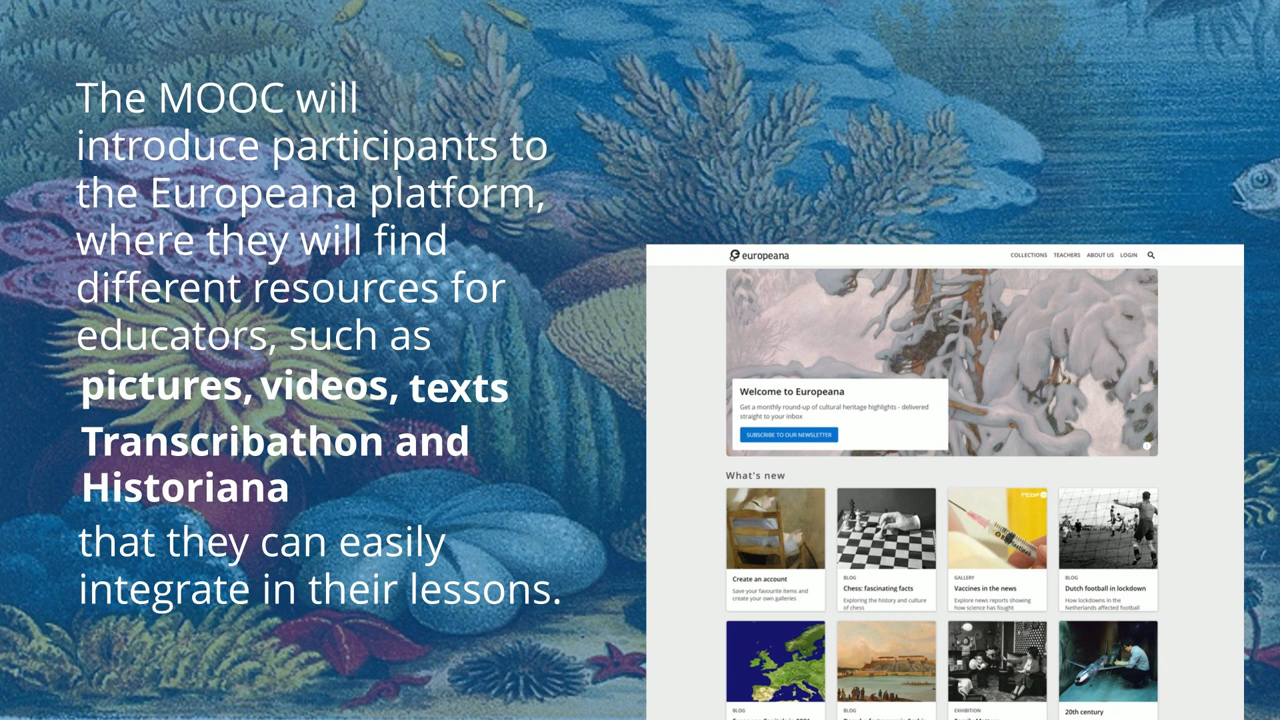 The MOOC will
introduce participants to
the Europeana platform,
where they will find
different resources for
educators, such as
pictures, videos, texts
Transcribathon and
Historiana
that they can easily
integrate in their lessons.
europeana
COLLECTIONS TEACHERS ABOUT US LOGIN
Welcome to Europeana
Get a monthly round-up of cultural heritage highlights - delivered
straight to your inbox
SUBSCRIBE TO OUR NEWSLETTER
What's new
Create an account
Save your favourite items and
create your own galleries
BLOG
Chess: fascinating facts
Exploring the history and culture
of chess
GALLERY
Vaccines in the news
Explore news reports showing
how science has fought
BLOG
Dutch football in lockdown
How lockdowns in the
Netherlands affected football
BLOG
BLOG
EXHIBITION
20th century